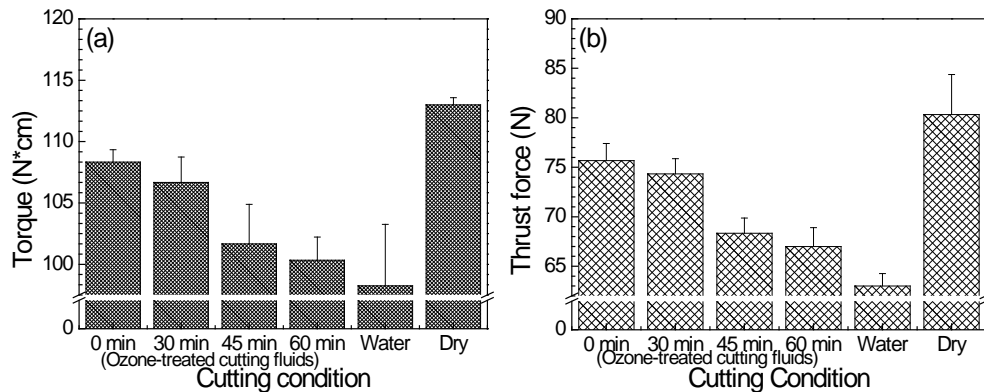 (a)
Torque (N*cm)
120
115
110
105
100
0
0 min 30 min 45 min 60 min Water Dry
(Ozone-treated cutting fluids)
Cutting condition
(b)
Thrust force (N)
90
85
80
75
70
65
0
0 min 30 min 45 min 60 min Water Dry
(Ozone-treated cutting fluids)
Cutting Condition